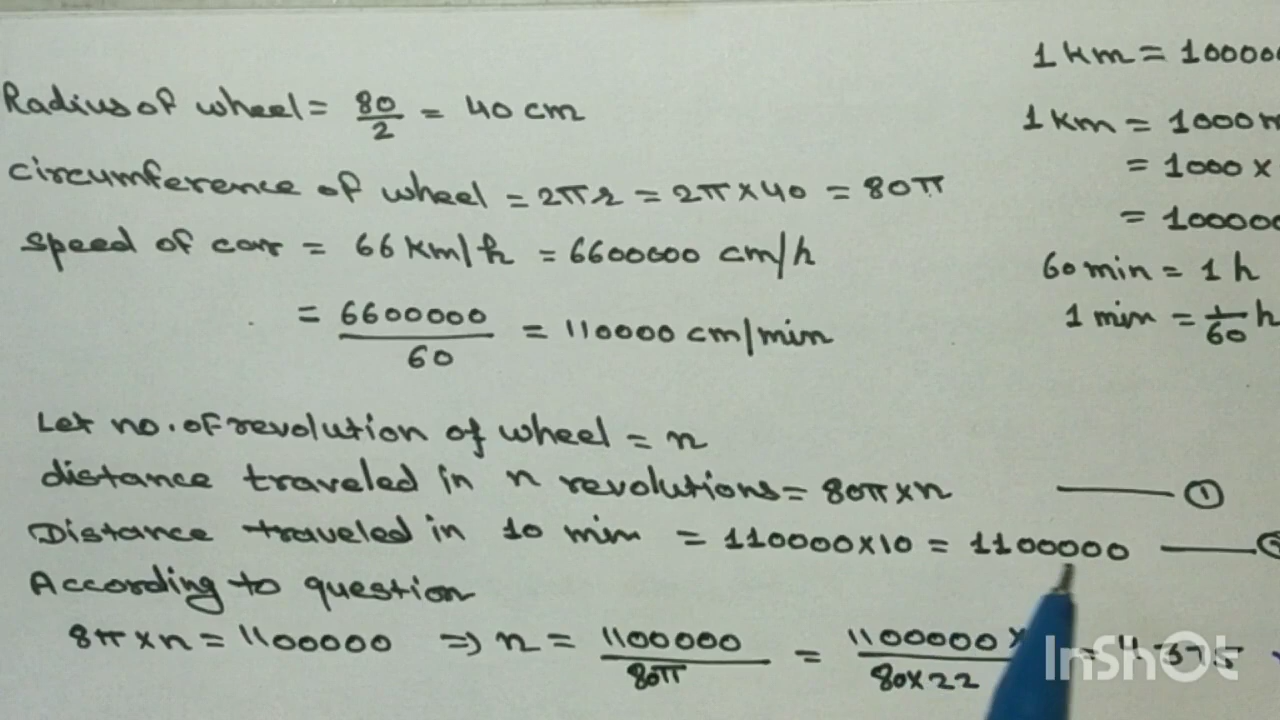 Radius of wheel = 80/2 = 40 cm
circumference of wheel = 2πr = 2π×40 = 80π
speed of car = 66 km/h = 6600000 cm/h
= 6600000/60 = 110000 cm/min
Let no. of revolution of wheel = n
distance traveled in n revolutions = 80π×n —— ①
Distance traveled in 10 min = 110000×10 = 1100000 ——
According to question
8π×n = 1100000 ⇒ n = 1100000/80π = 1100000×/80×22 = 4375
1 km = 10000
1 km = 1000
= 1000 ×
= 100000
60 min = 1 h
1 min = 1/60 h
InShOt